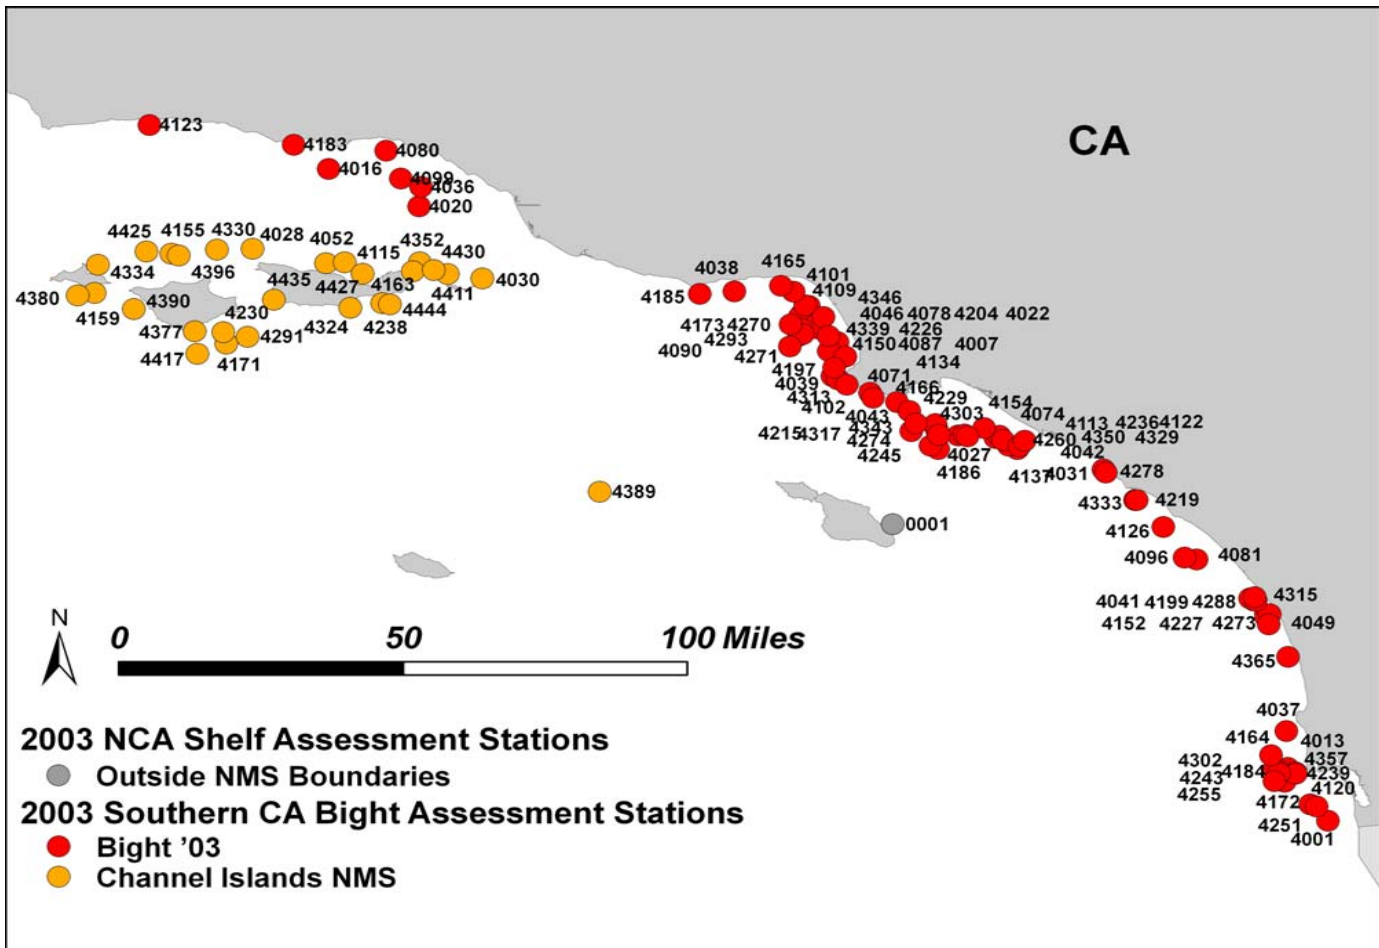 CA
4123
4183
4080
4016
4099
4036
4020
4425 4155 4330 4028 4052 4115 4352 4430
4334 4396 4435 4427 4163 4411 4030
4380 4159 4390 4230 4324 4238 4444
4377 4291
4417 4171
4038 4165 4101
4185 4109
4346
4046 4078 4204 4022
4173 4270 4339 4226
4293 4150 4087 4007
4090 4271 4134
4197 4071
4039 4166
4313 4229 4154
4102 4043 4303 4074
4343 4113 4236 4122
4215 4317 4274 4260 4350 4329
4245 4027 4042
4186 4137 4031 4278
4389
0001
4333 4219
4126
4096 4081
4041 4199 4288 4315
4152 4227 4273 4049
4365
4037
4164 4013
4302 4357
4243 4184 4239
4255 4120
4172
4251
4001
N
0 50 100 Miles
2003 NCA Shelf Assessment Stations
Outside NMS Boundaries
2003 Southern CA Bight Assessment Stations
Bight '03
Channel Islands NMS